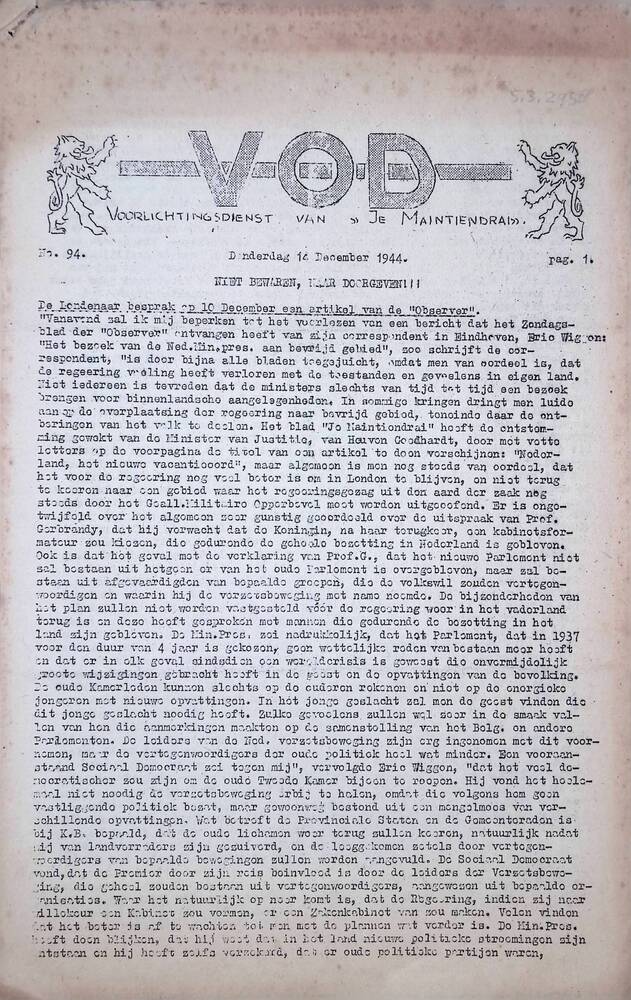 5.3.2950
V-O-D
VOORLICHTINGSDIENST VAN "JE MAINTIENDRAI".
No. 94. Donderdag 14 December 1944. pag. 1.
NIET BEWAREN, MAAR DOORGEVEN!!!
De Londenaar besprak op 10 December een artikel van de "Observer".
"Vanavond zal ik mij beperken tot het voorlezen van een bericht dat het Zondags-
blad der "Observer" ontvangen heeft van zijn correspondent in Eindhoven, Eric Wiggon:
"Het bezoek van de Ned.Min.pres. aan bevrijd gebied", zoo schrijft de cor-
respondent, "is door bijna alle bladen toegejuicht, omdat men van oordeel is, dat
de regeering voeling heeft verloren met de toestanden en gevoelens in eigen land.
Niet iedereen is tevreden dat de ministers slechts van tijd tot tijd een bezoek
brengen voor binnenlandsche aangelegenheden. In sommige kringen dringt men luide
aan op de overplaatsing der regeering naar bevrijd gebied, teneinde daar de ont-
beringen van het volk te deelen. Het blad "Je Maintiendrai" heeft de ontstem-
ming gewekt van de Minister van Justitie, van Heuven Goedhardt, door met vette
letters op de voorpagina de titel van een artikel te doen verschijnen: "Neder-
land, het nieuwe vacantieoord", maar algemeen is men nog steeds van oordeel, dat
het voor de regeering nog veel beter is om in London te blijven, en niet terug
te keeren naar een gebied waar het regeeringsgezag uit den aard der zaak nog
steeds door het Geall.Militaire Opperbevel moet worden uitgeoefend. Er is onge-
twijfeld over het algemeen zeer gunstig geoordeeld over de uitspraak van Prof.
Gerbrandy, dat hij verwacht dat de Koningin, na haar terugkeer, een kabinetsfor-
mateur zou kiezen, die gedurende de geheele bezetting in Nederland is gebleven.
Ook is dat het geval met de verklaring van Prof.G., dat het nieuwe Parlement niet
zal bestaan uit hetgeen er van het oude Parlement is overgebleven, maar zal be-
staan uit afgevaardigden van bepaalde groepen, die de volkswil zouden vertegen-
woordigen en waarin hij de verzetsbeweging met name noemde. De bijzonderheden van
het plan zullen niet worden vastgesteld vóór de regeering weer in het vaderland
terug is en deze heeft gesproken met mannen die gedurende de bezetting in het
land zijn gebleven. De Min.Pres. zei nadrukkelijk, dat het Parlement, dat in 1937
voor den duur van 4 jaar is gekozen, geen wettelijke reden van bestaan meer heeft
en dat er in elk geval sindsdien een wereldcrisis is geweest die onvermijdelijk
groote wijzigingen gebracht heeft in de geest en de opvattingen van de bevolking.
De oude Kamerleden kunnen slechts op de ouderen rekenen en niet op de energieke
jongeren met nieuwe opvattingen. In het jonge geslacht zal men de geest vinden die
dit jonge geslacht noodig heeft. Zulke gevoelens zullen wel zeer in de smaak val-
len van hen die aanmerkingen maakten op de samenstelling van het Belg. en andere
Parlementen. De leiders van de Ned. verzetsbeweging zijn erg ingenomen met dit voor-
nemen, maar de vertegenwoordigers der oude politiek heel wat minder. Een vooraan-
staand Sociaal Democraat zei tegen mij", vervolgde Eric Wiggon, "dat het veel de-
mocratischer zou zijn om de oude Tweede Kamer bijeen te roepen. Hij vond het heele-
maal niet noodig de verzetsbeweging erbij te halen, omdat die volgens hem geen
vastliggende politiek bezat, maar gewoonweg bestond uit een mengelmoes van ver-
schillende opvattingen. Wat betreft de Provinciale Staten en de Gemeenteraden is
bij K.B. bepaald, dat de oude lichamen weer terug zullen keeren, natuurlijk nadat
zij van landverraders zijn gezuiverd, en de leeggekomen zetels door vertegen-
woordigers van bepaalde bewegingen zullen worden aangevuld. De Sociaal Democraat
vond, dat de Premier door zijn reis beinvloed is door de leiders der Verzetsbewe-
ging, die geheel zouden bestaan uit vertegenwoordigers, aangewezen uit bepaalde or-
ganisaties. Waar het natuurlijk op neer komt is, dat de Regeering, indien zij naar
willekeur een Kabinet zou vormen, er een Zakenkabinet van zou maken. Velen vinden
dat het beter is af te wachten tot men met de plannen wat verder is. De Min.Pres.
heeft doen blijken, dat hij weet dat in het land nieuwe politieke stroomingen zijn
ontstaan en hij heeft zelfs verzekerd, dat er oude politieke partijen waren,